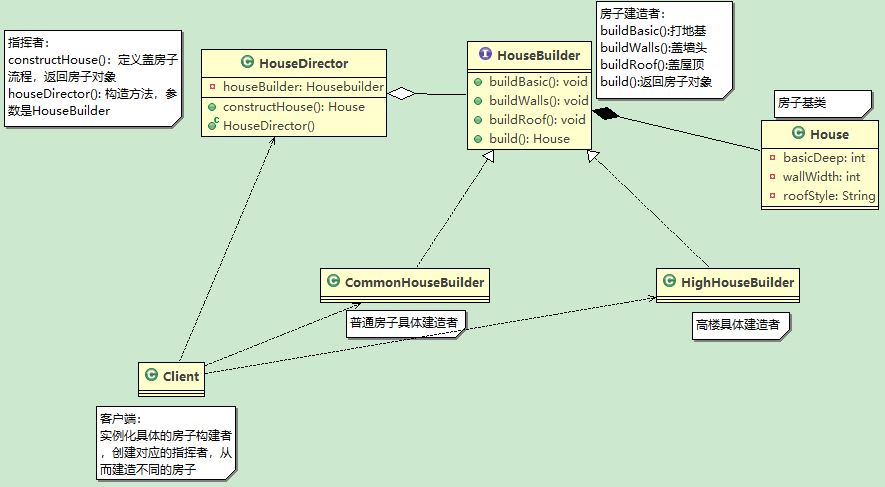 指挥者：
constructHouse()：定义盖房子
流程，返回房子对象
houseDirector(): 构造方法，参
数是HouseBuilder
HouseDirector
houseBuilder: Housebuilder
constructHouse(): House
HouseDirector()
HouseBuilder
buildBasic(): void
buildWalls(): void
buildRoof(): void
build(): House
房子建造者：
buildBasic():打地基
buildWalls():盖墙头
buildRoof():盖屋顶
build():返回房子对象
房子基类
House
basicDeep: int
wallWidth: int
roofStyle: String
CommonHouseBuilder
普通房子具体建造者
HighHouseBuilder
高楼具体建造者
Client
客户端：
实例化具体的房子构建者
，创建对应的指挥者，从
而建造不同的房子